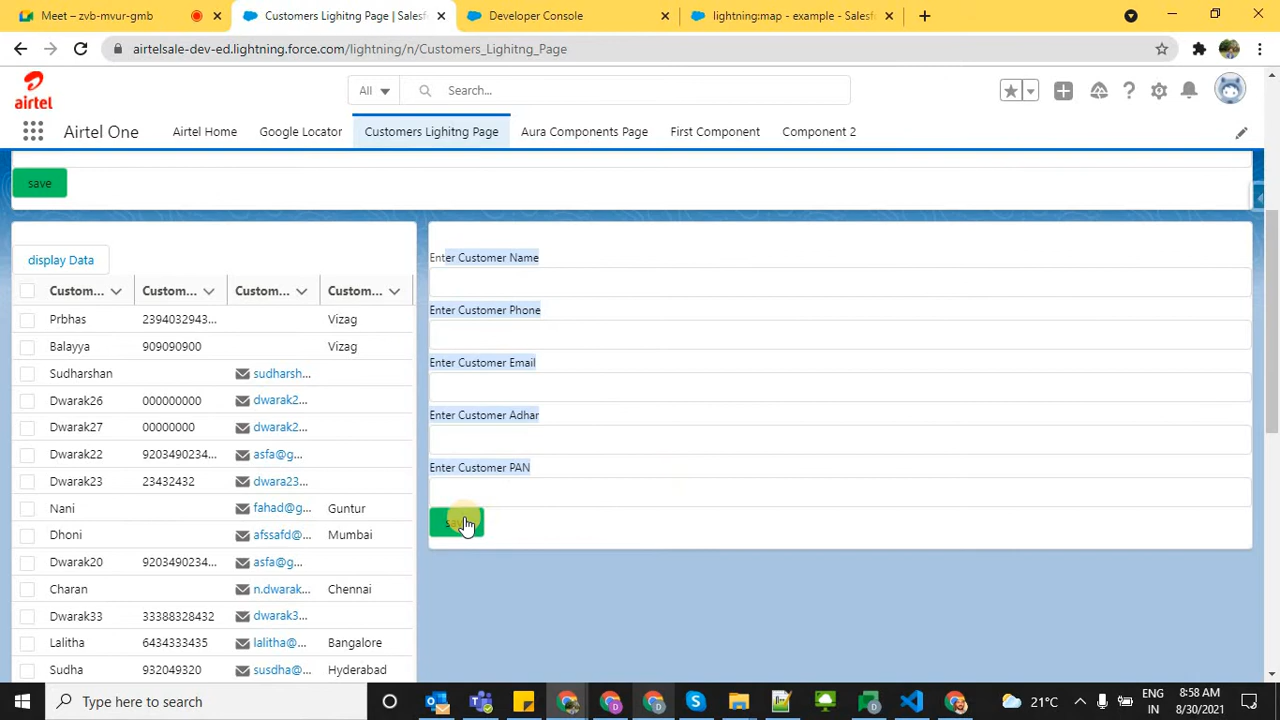 Meet – zvb-mvur-gmb
Customers Lighitng Page | Salesf
Developer Console
lightning:map - example - Salesf
airtelsale-dev-ed.lightning.force.com/lightning/n/Customers_Lighitng_Page
airtel
All
Search...
Airtel One
Airtel Home
Google Locator
Customers Lighitng Page
Aura Components Page
First Component
Component 2
save
display Data
Custom... Custom... Custom... Custom...
Prbhas 2394032943... Vizag
Balayya 909090900 Vizag
Sudharshan sudharsh...
Dwarak26 000000000 dwarak2...
Dwarak27 00000000 dwarak2...
Dwarak22 9203490234... asfa@g...
Dwarak23 23432432 dwara23...
Nani fahad@g... Guntur
Dhoni afssafd@... Mumbai
Dwarak20 9203490234... asfa@g...
Charan n.dwarak... Chennai
Dwarak33 33388328432 dwarak3...
Lalitha 6434333435 lalitha@... Bangalore
Sudha 932049320 susdha@... Hyderabad
Enter Customer Name
Enter Customer Phone
Enter Customer Email
Enter Customer Adhar
Enter Customer PAN
save
Type here to search
21°C
ENG
IN
8:58 AM
8/30/2021